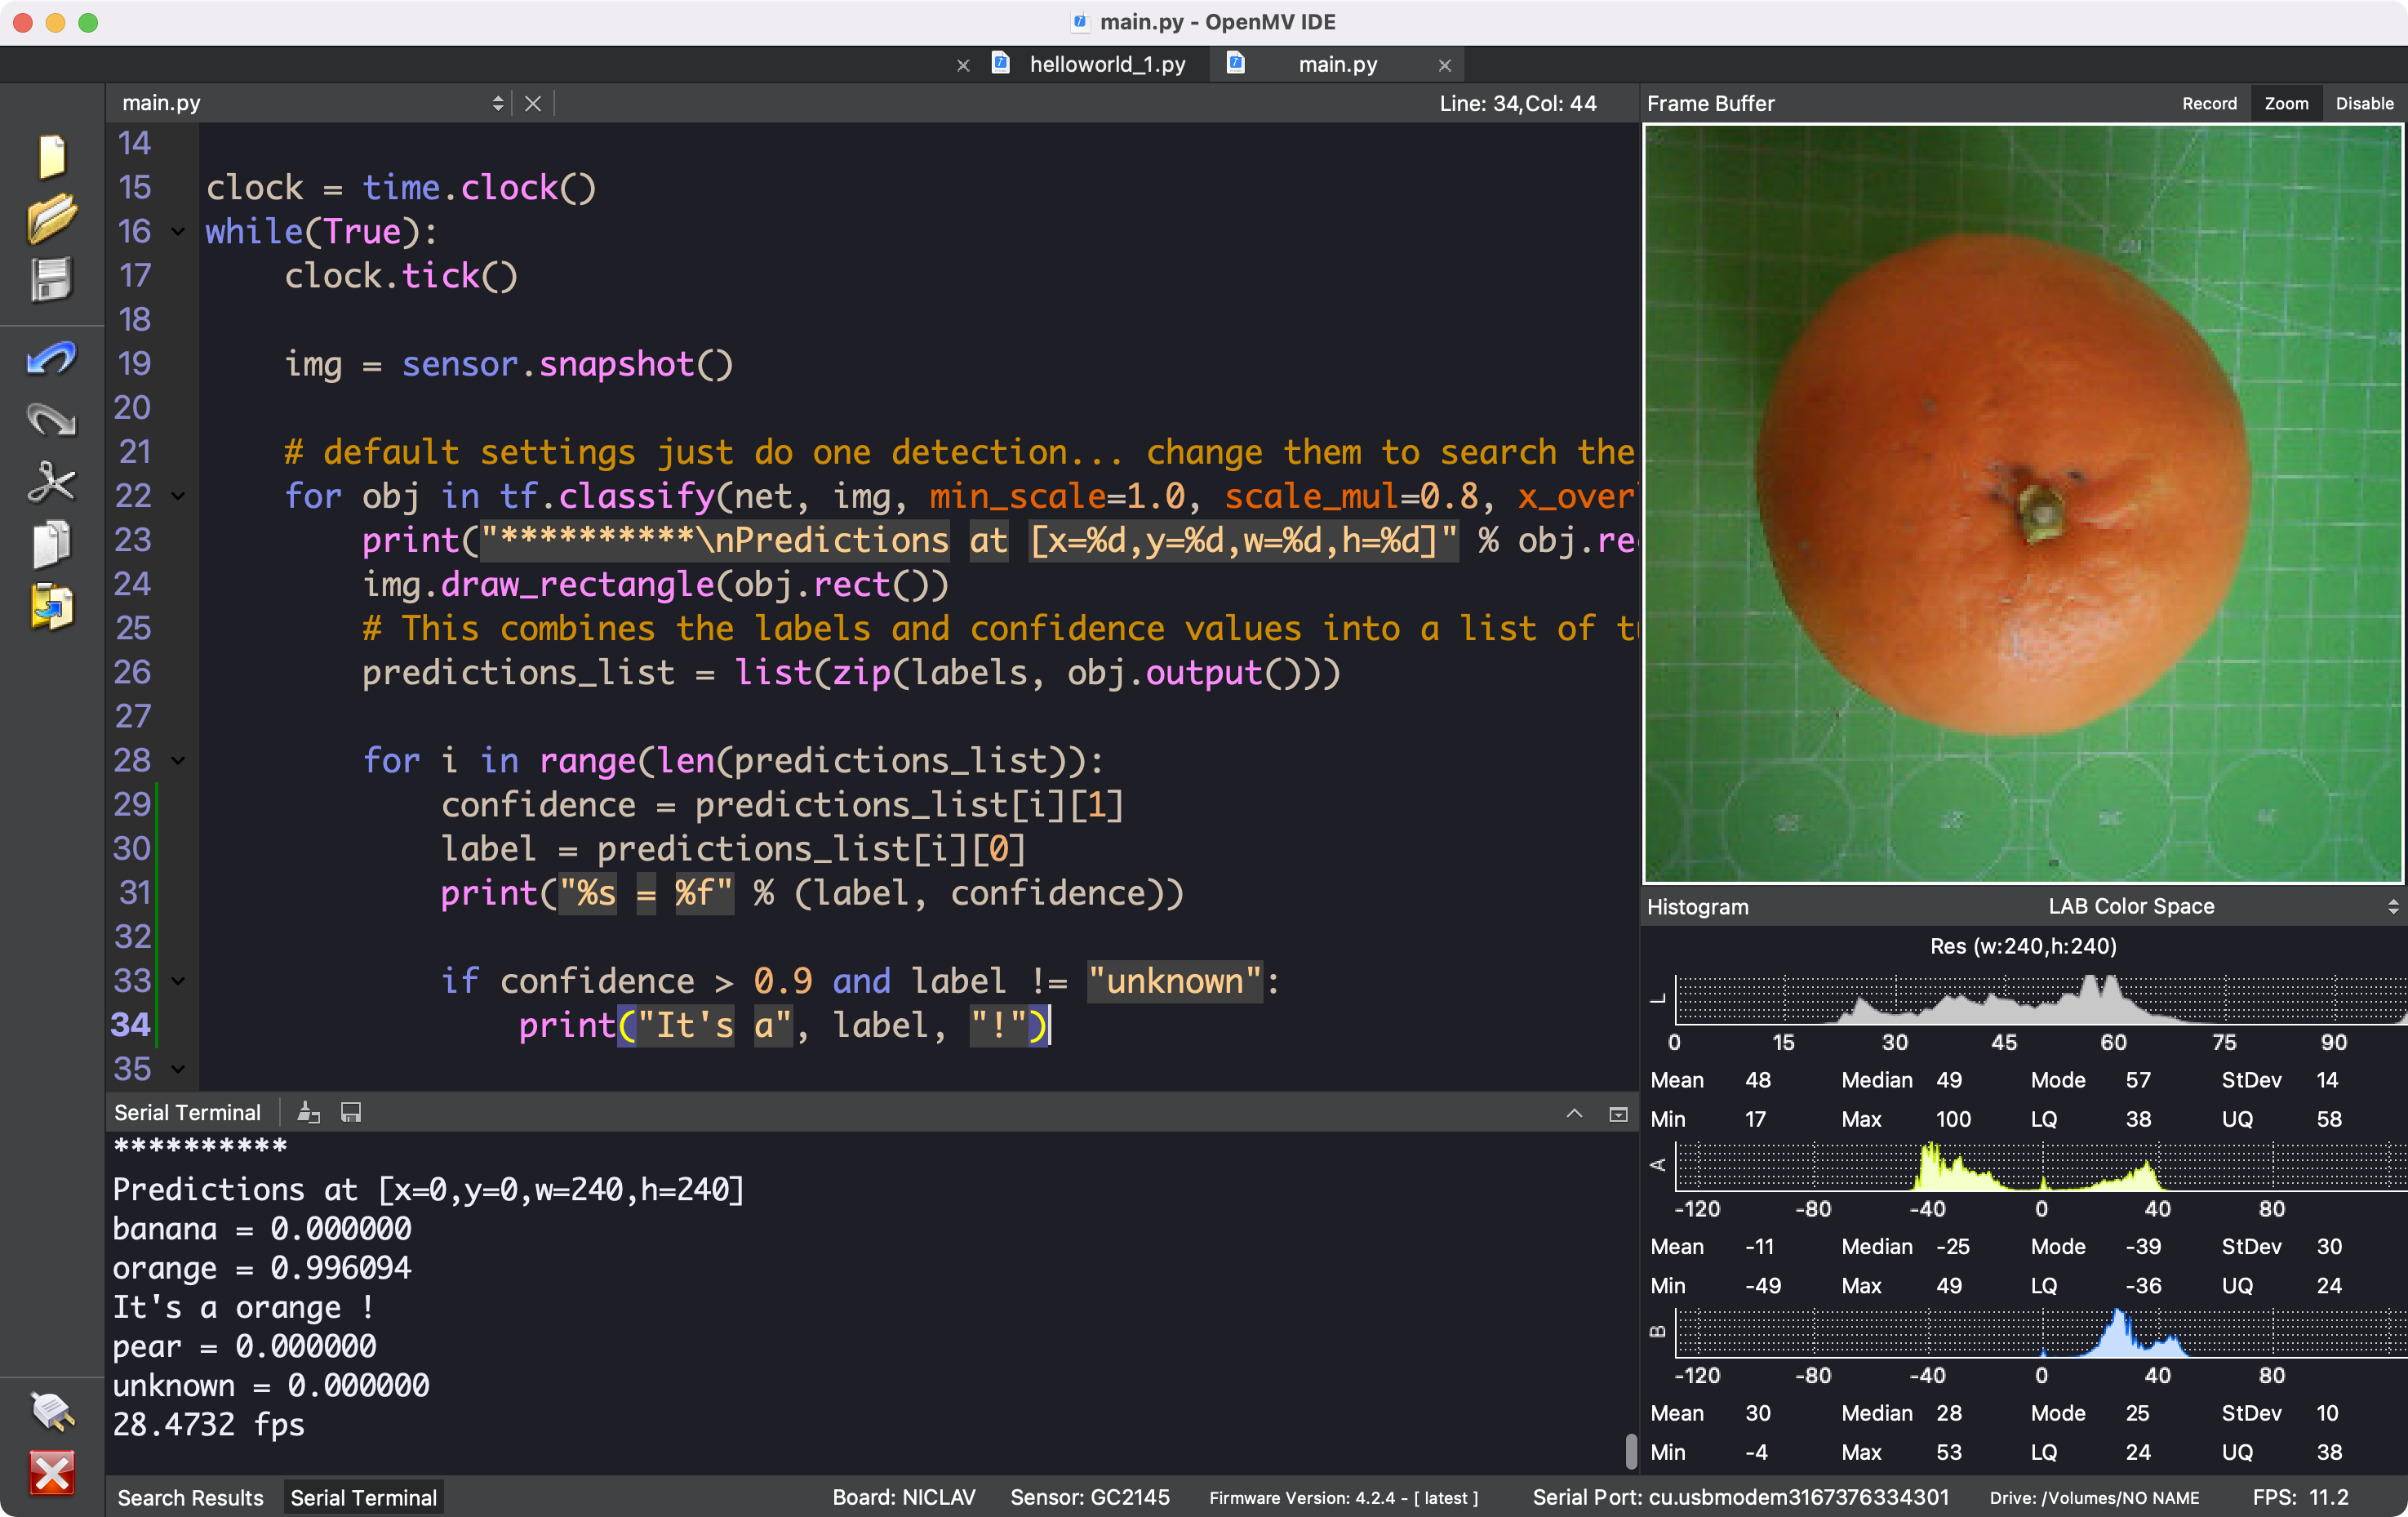 main.py - OpenMV IDE
helloworld_1.py
main.py
main.py
Line: 34,Col: 44
14
15 clock = time.clock()
16 while(True):
17 clock.tick()
18
19 img = sensor.snapshot()
20
21 # default settings just do one detection... change them to search the
22 for obj in tf.classify(net, img, min_scale=1.0, scale_mul=0.8, x_over
23 print("**********\nPredictions at [x=%d,y=%d,w=%d,h=%d]" % obj.re
24 img.draw_rectangle(obj.rect())
25 # This combines the labels and confidence values into a list of t
26 predictions_list = list(zip(labels, obj.output()))
27
28 for i in range(len(predictions_list)):
29 confidence = predictions_list[i][1]
30 label = predictions_list[i][0]
31 print("%s = %f" % (label, confidence))
32
33 if confidence > 0.9 and label != "unknown":
34 print("It's a", label, "!")
35
Serial Terminal
**********
Predictions at [x=0,y=0,w=240,h=240]
banana = 0.000000
orange = 0.996094
It's a orange !
pear = 0.000000
unknown = 0.000000
28.4732 fps
Frame Buffer Record Zoom Disable
Histogram LAB Color Space
Res (w:240,h:240)
L
0 15 30 45 60 75 90
Mean 48 Median 49 Mode 57 StDev 14
Min 17 Max 100 LQ 38 UQ 58
A
-120 -80 -40 0 40 80
Mean -11 Median -25 Mode -39 StDev 30
Min -49 Max 49 LQ -36 UQ 24
B
-120 -80 -40 0 40 80
Mean 30 Median 28 Mode 25 StDev 10
Min -4 Max 53 LQ 24 UQ 38
Search Results Serial Terminal Board: NICLAV Sensor: GC2145 Firmware Version: 4.2.4 - [ latest ] Serial Port: cu.usbmodem3167376334301 Drive: /Volumes/NO NAME FPS: 11.2